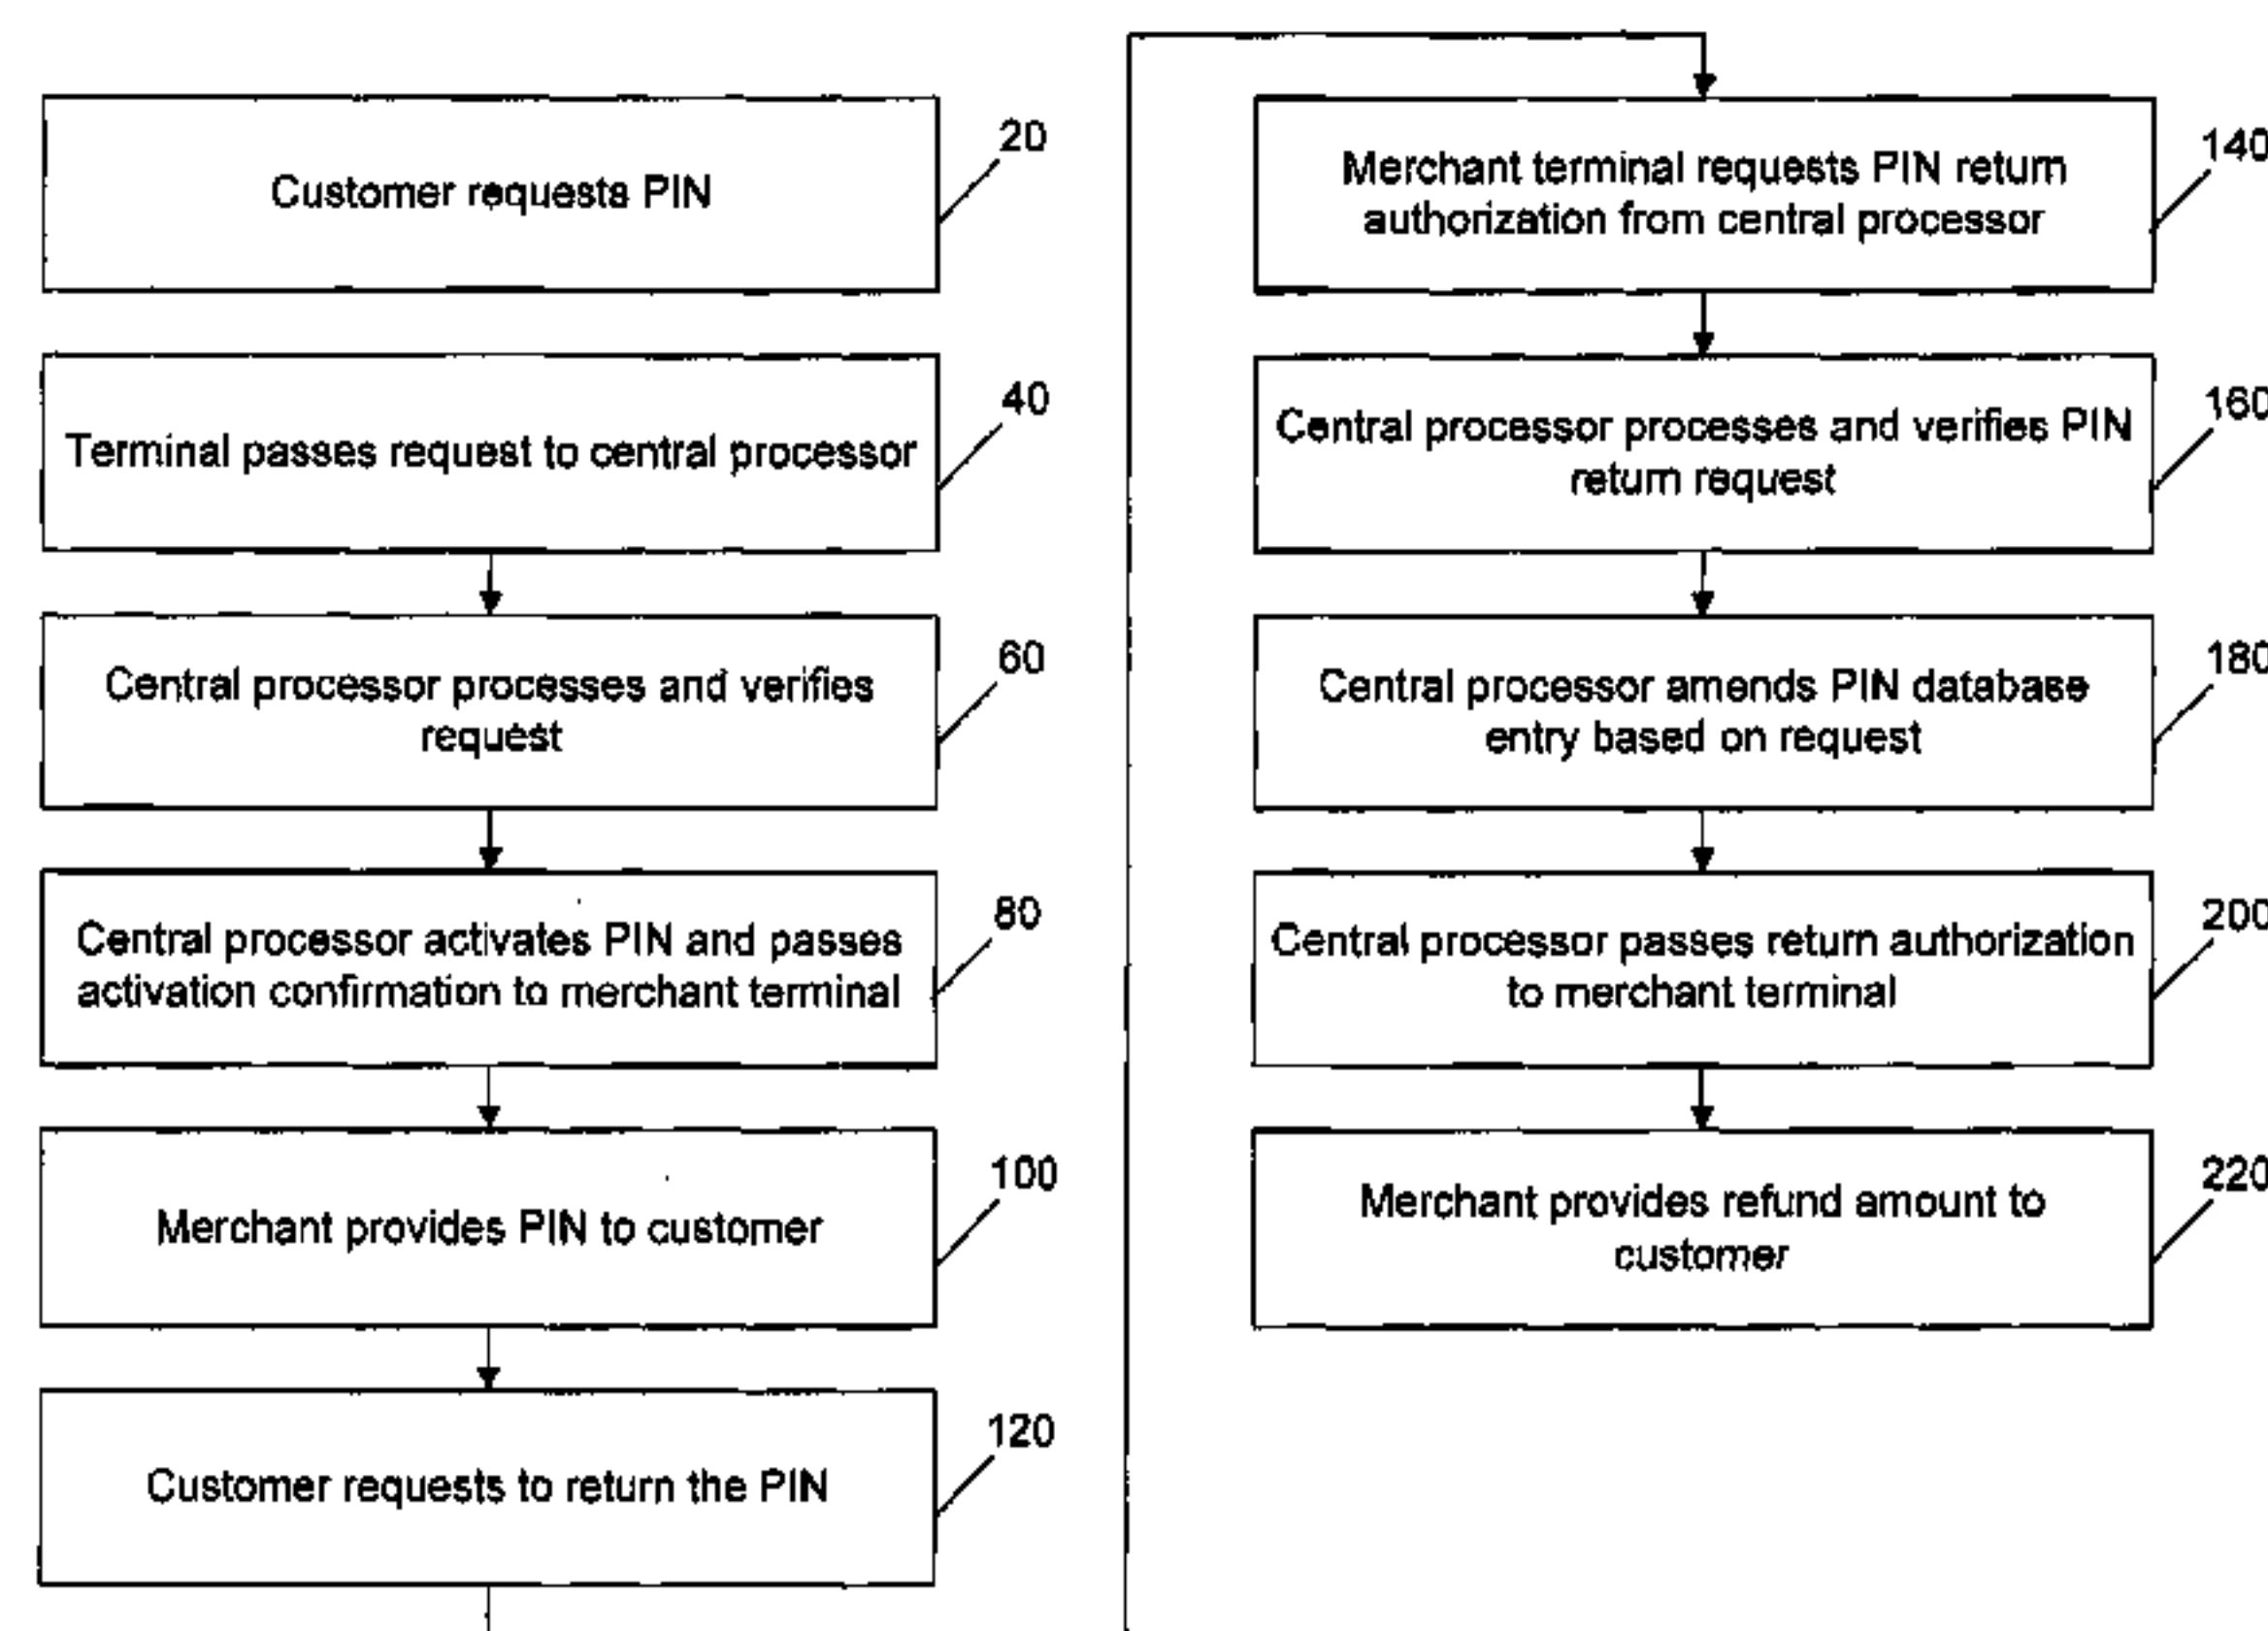 Customer requests PIN
20
Terminal passes request to central processor
40
Central processor processes and verifies
request
60
Central processor activates PIN and passes
activation confirmation to merchant terminal
80
Merchant provides PIN to customer
100
Customer requests to return the PIN
120
Merchant terminal requests PIN return
authorization from central processor
140
Central processor processes and verifies PIN
return request
160
Central processor amends PIN database
entry based on request
180
Central processor passes return authorization
to merchant terminal
200
Merchant provides refund amount to
customer
220